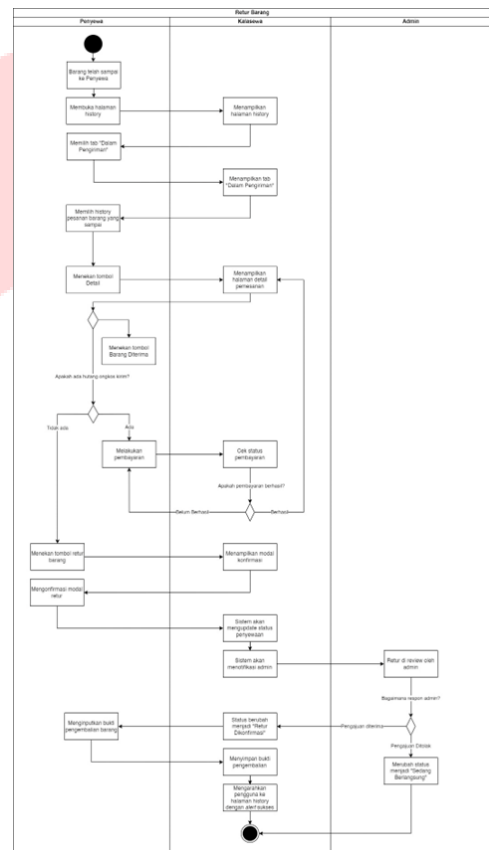 Retur Barang
Penyewa
Kalasewa
Admin
Barang telah sampai
ke Penyewa
Membuka halaman
history
Menampilkan
halaman history
Memilih tab "Dalam
Pengiriman"
Menampilkan tab
"Dalam Pengiriman"
Memilih history
pesanan barang yang
sampai
Menekan tombol
Detail
Menampilkan
halaman detail
pemesanan
Menekan tombol
Barang Diterima
Apakah ada hutang ongkos kirim?
Tidak ada
Ada
Melakukan
pembayaran
Cek status
pembayaran
Apakah pembayaran berhasil?
Belum Berhasil
Berhasil
Menekan tombol retur
barang
Menampilkan modal
konfirmasi
Mengonfirmasi modal
retur
Sistem akan
mengupdate status
penyewaan
Sistem akan
menotifikasi admin
Retur di review oleh
admin
Bagaimana respon admin?
Menginputkan bukti
pengembalian barang
Status berubah
menjadi "Retur
Dikonfirmasi"
Pengajuan diterima
Pengajuan Ditolak
Menyimpan bukti
pengembalian
Merubah status
menjadi "Sedang
Berlangsung"
Mengarahkan
pengguna ke
halaman history
dengan alert sukses